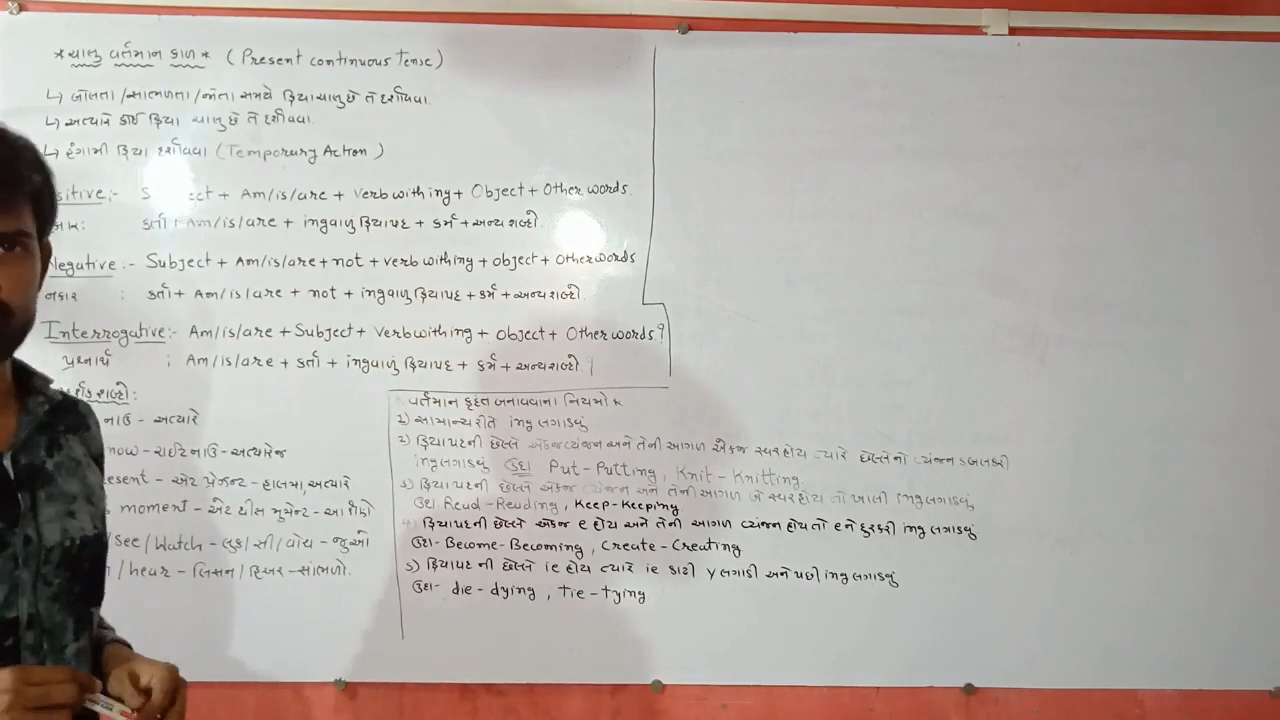 * ચાલુ વર્તમાન કાળ * ( Present continuous Tense )
↳ બોલતા / સાંભળતા / જોતા સમયે ક્રિયા ચાલુ છે તે દર્શાવવા.
↳ અત્યારે કોઈ ક્રિયા ચાલુ છે તે દર્શાવવા.
↳ હંગામી ક્રિયા દર્શાવવા ( Temporary Action )
sitive :- S ect + Am/is/are + Verb with ing + Object + Other words.
કર્તા + Am/is/are + ingવાળુ ક્રિયાપદ + કર્મ + અન્ય શબ્દો.
Negative :- Subject + Am/is/are + not + verb with ing + object + Other words
નકાર : કર્તા + Am/is/are + not + ingવાળુ ક્રિયાપદ + કર્મ + અન્ય શબ્દો.
Interrogative :- Am/is/are + Subject + Verb with ing + object + Other words ?
પ્રશ્નાર્થ : Am/is/are + કર્તા + ingવાળું ક્રિયાપદ + કર્મ + અન્ય શબ્દો.
ર્શક શબ્દો :
નાઉ - અત્યારે
now - રાઈટ નાઉ - અત્યારેજ
esent - એટ પ્રેઝન્ટ - હાલમાં, અત્યારે
moment - એટ ધીસ મુમેન્ટ - આ
/ See / Watch - લુક / સી / વોચ - જુઓ
/ hear - લિસન / હિઅર - સાંભળો.
વર્તમાન કૃદંત બનાવવાના નિયમો *
1) સામાન્ય રીતે ing લગાડવું
2) ક્રિયાપદની છેલ્લે એકજ વ્યંજન અને તેની આગળ એકજ સ્વર હોય ત્યારે છેલ્લેનો વ્યંજન ડબલ કરી
ing લગાડવું ઉદા Put - Putting , Knit - Knitting.
3) ક્રિયાપદની છેલ્લે એકજ વ્યંજન અને તેની આગળ બે સ્વર હોય તો ખાલી ing લગાડવું
ઉદા Read - Reading , Keep - Keeping
4) ક્રિયાપદની છેલ્લે એકજ e હોય અને તેની આગળ વ્યંજન હોય તો e ને દુર કરી ing લગાડવું
ઉદા - Become - Becoming , Create - Creating
5) ક્રિયાપદ ની છેલ્લે ie હોય ત્યારે ie કાઢી y લગાડી અને પછી ing લગાડવું
ઉદા - die - dying , Tie - tying